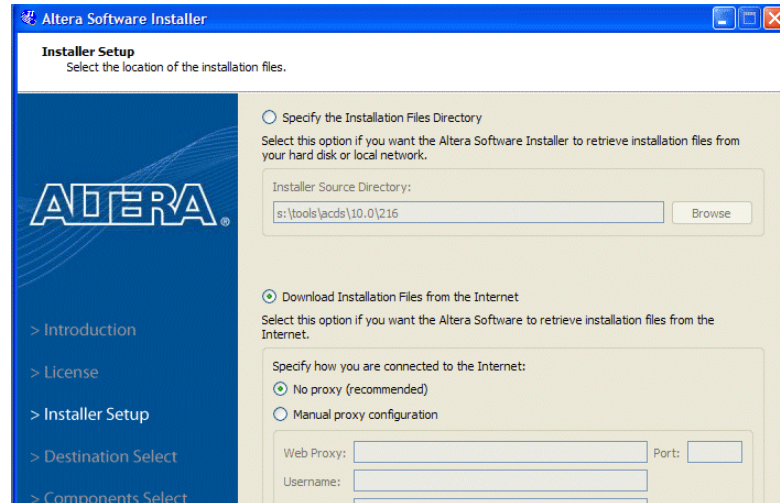 Altera Software Installer
Installer Setup
Select the location of the installation files.
Specify the Installation Files Directory
Select this option if you want the Altera Software Installer to retrieve installation files from
your hard disk or local network.
Installer Source Directory:
s:\tools\acds\10.0\216
Browse
ALTERA®
Download Installation Files from the Internet
Select this option if you want the Altera Software to retrieve installation files from the
Internet.
Specify how you are connected to the Internet:
No proxy (recommended)
Manual proxy configuration
Web Proxy:
Port:
Username:
> Introduction
> License
> Installer Setup
> Destination Select
> Components Select